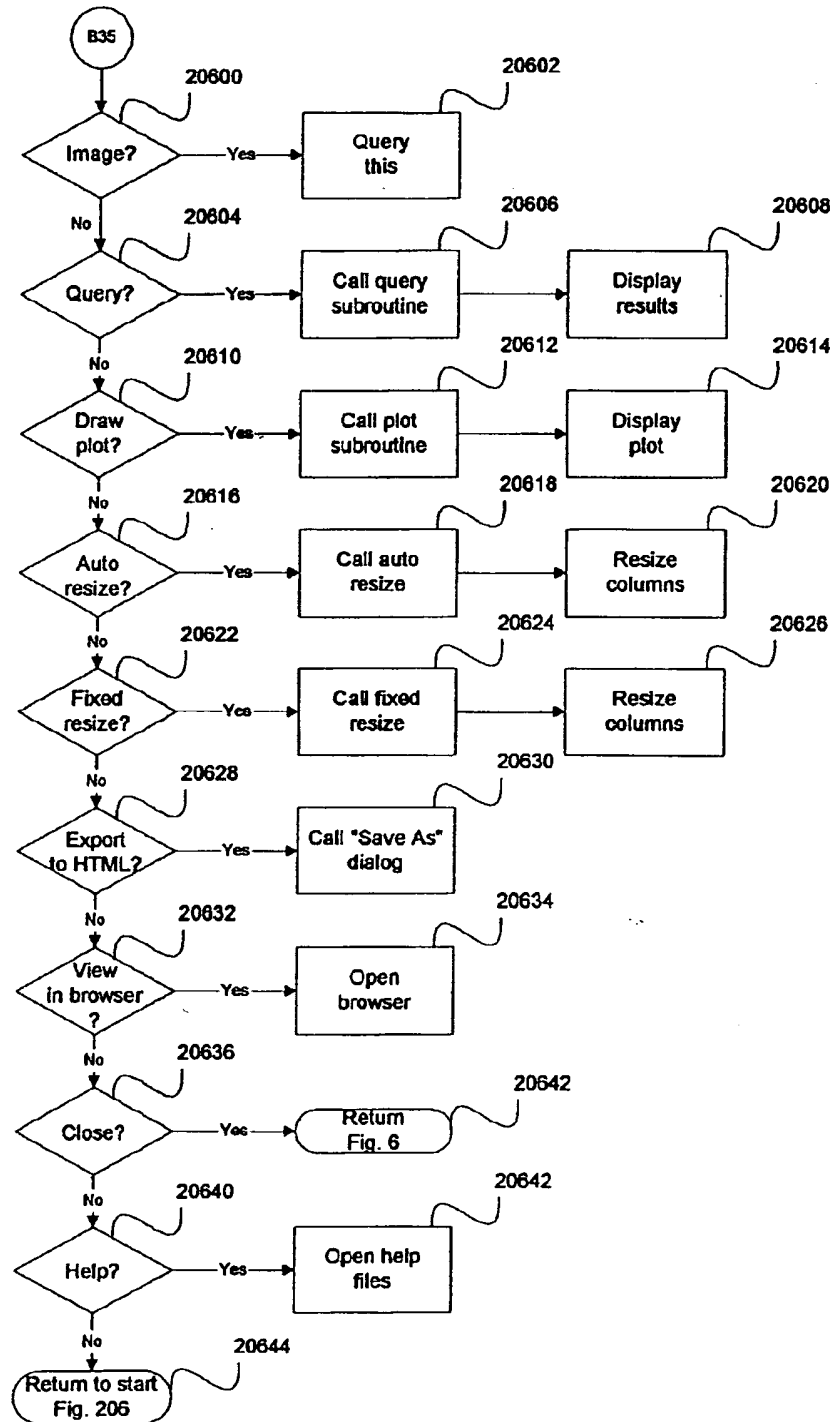 B35
20600
20602
Image?
Yes
Query
this
No
20604
20606
20608
Query?
Yes
Call query
subroutine
Display
results
No
20610
20612
20614
Draw
plot?
Yes
Call plot
subroutine
Display
plot
No
20616
20618
20620
Auto
resize?
Yes
Call auto
resize
Resize
columns
No
20622
20624
20626
Fixed
resize?
Yes
Call fixed
resize
Resize
columns
No
20628
20630
Export
to HTML?
Yes
Call "Save As"
dialog
No
20632
20634
View
in browser
?
Yes
Open
browser
No
20636
20642
Close?
Yes
Return
Fig. 6
No
20640
20642
Help?
Yes
Open help
files
No
20644
Return to start
Fig. 206